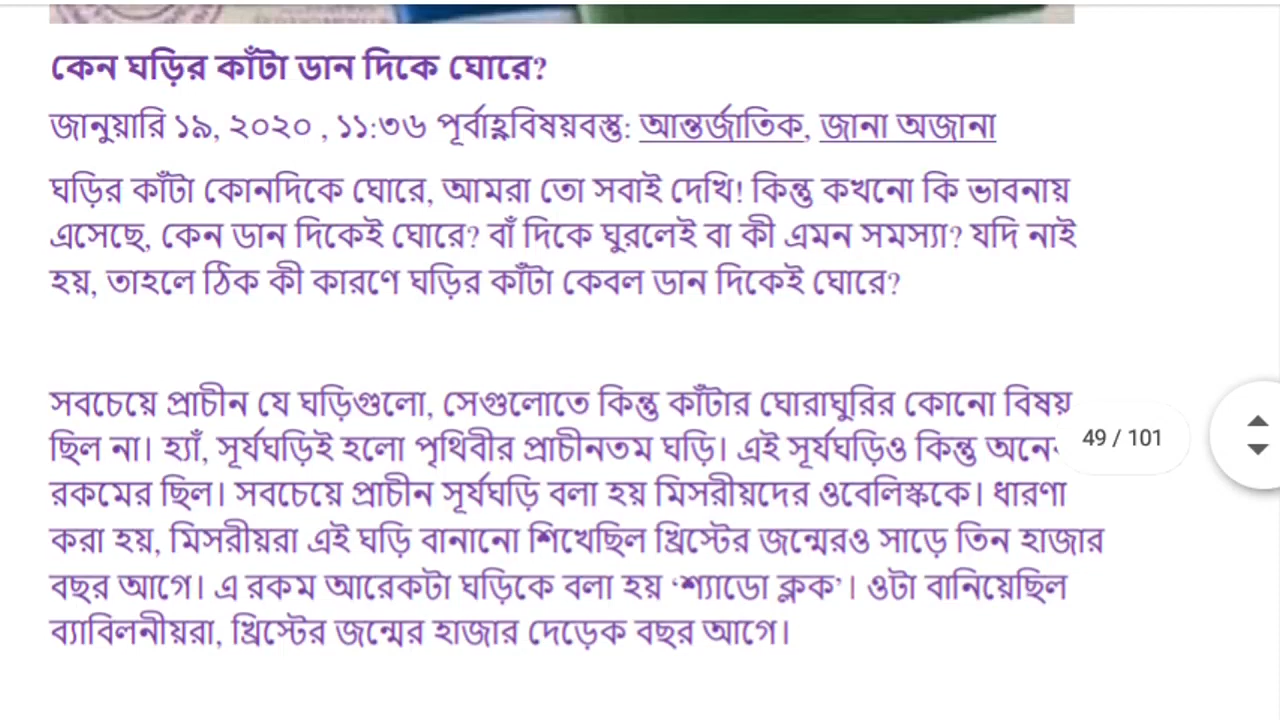 কেন ঘড়ির কাঁটা ডান দিকে ঘোরে?
জানুয়ারি ১৯, ২০২০ , ১১:৩৬ পূর্বাহ্ণবিষয়বস্তু: আন্তর্জাতিক, জানা অজানা
ঘড়ির কাঁটা কোনদিকে ঘোরে, আমরা তো সবাই দেখি! কিন্তু কখনো কি ভাবনায়
এসেছে, কেন ডান দিকেই ঘোরে? বাঁ দিকে ঘুরলেই বা কী এমন সমস্যা? যদি নাই
হয়, তাহলে ঠিক কী কারণে ঘড়ির কাঁটা কেবল ডান দিকেই ঘোরে?
সবচেয়ে প্রাচীন যে ঘড়িগুলো, সেগুলোতে কিন্তু কাঁটার ঘোরাঘুরির কোনো বিষয়
ছিল না। হ্যাঁ, সূর্যঘড়িই হলো পৃথিবীর প্রাচীনতম ঘড়ি। এই সূর্যঘড়িও কিন্তু
49 / 101
রকমের ছিল। সবচেয়ে প্রাচীন সূর্যঘড়ি বলা হয় মিসরীয়দের ওবেলিস্ককে। ধারণা
করা হয়, মিসরীয়রা এই ঘড়ি বানানো শিখেছিল খ্রিস্টের জন্মেরও সাড়ে তিন হাজার
বছর আগে। এ রকম আরেকটা ঘড়িকে বলা হয় ‘শ্যাডো ক্লক’। ওটা বানিয়েছিল
ব্যাবিলনীয়রা, খ্রিস্টের জন্মের হাজার দেড়েক বছর আগে।